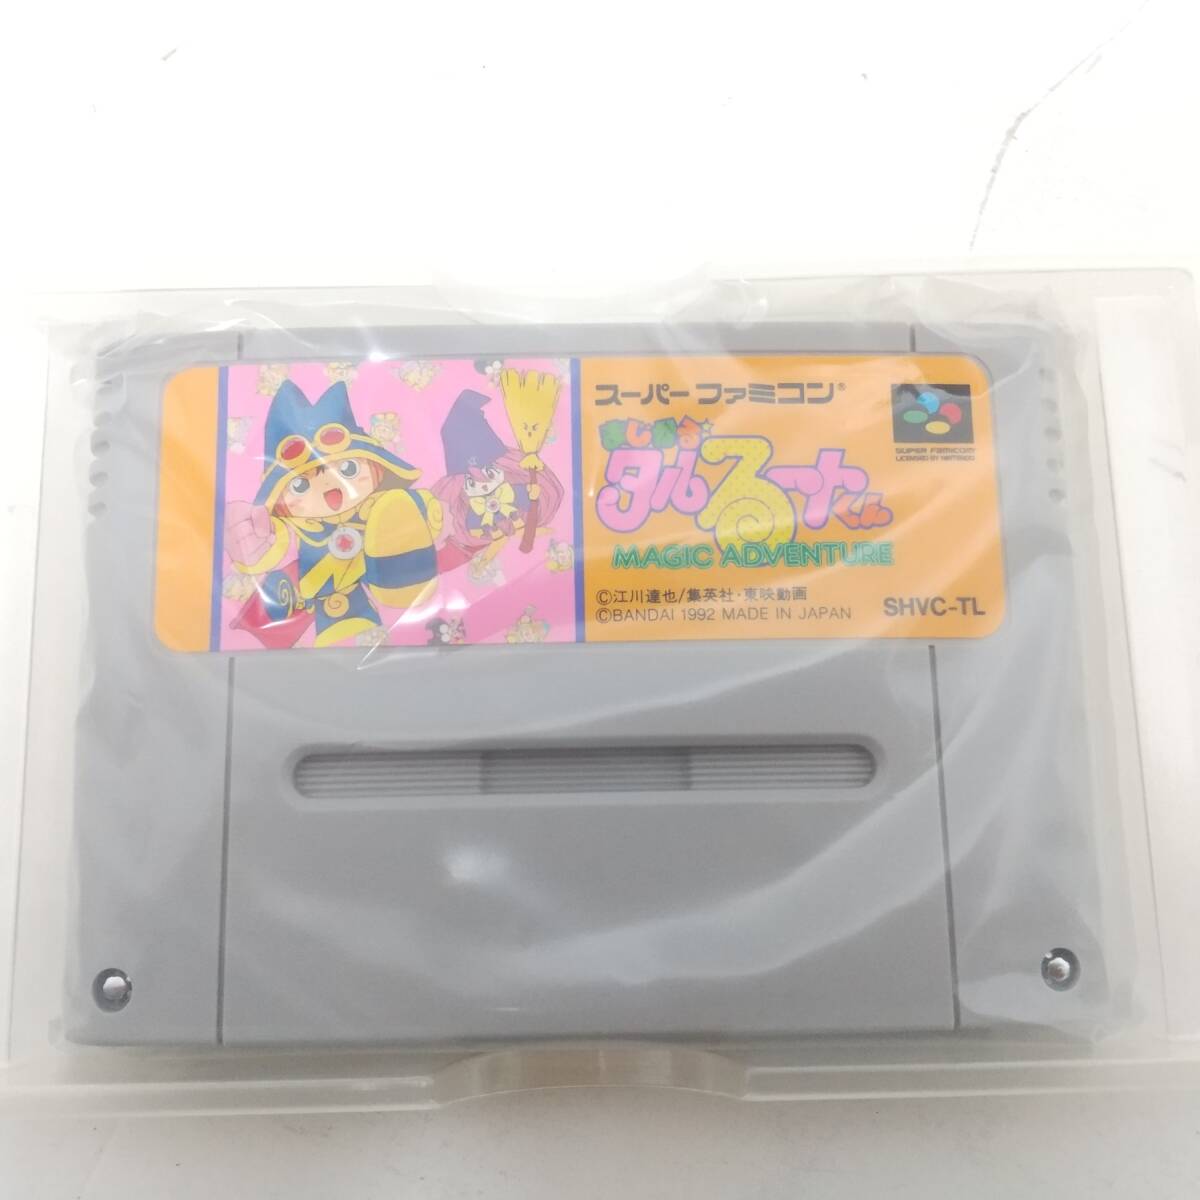 スーパーファミコン®
まじかる☆
タルるートくん
MAGIC ADVENTURE
SUPER FAMICOM
LICENSED BY NINTENDO
©江川達也/集英社・東映動画
©BANDAI 1992 MADE IN JAPAN
SHVC-TL